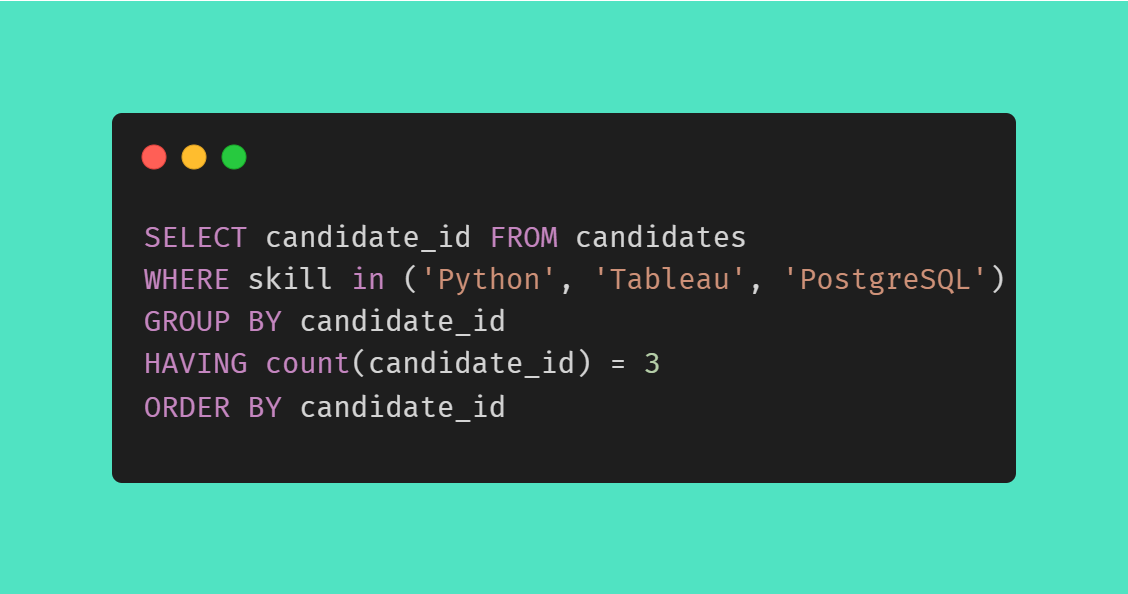 SELECT candidate_id FROM candidates
WHERE skill in ('Python', 'Tableau', 'PostgreSQL')
GROUP BY candidate_id
HAVING count(candidate_id) = 3
ORDER BY candidate_id